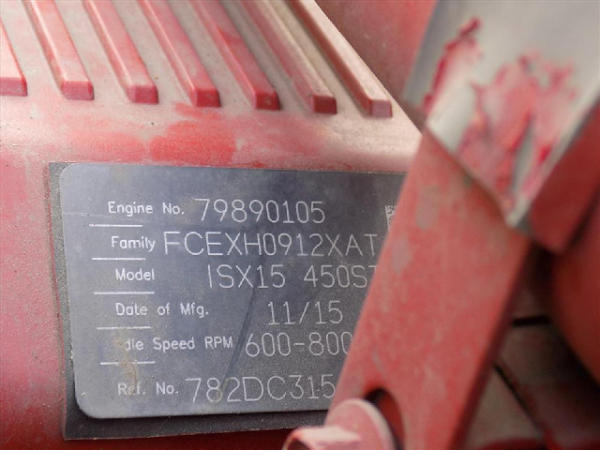 Engine No. 79890105
Family FCEXH0912XAT
Model ISX15 450ST
Date of Mfg. 11/15
dle Speed RPM 600-800
Ref. No. 782DC315